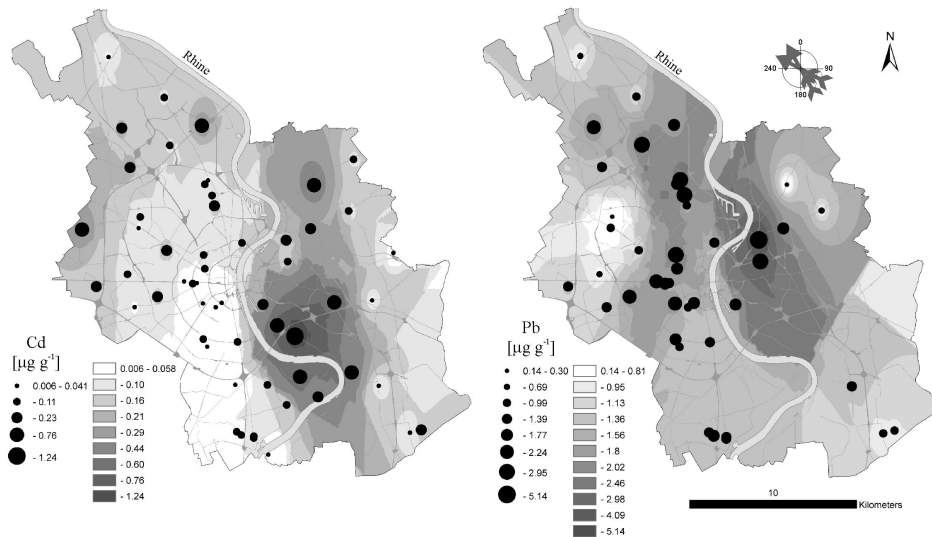 Rhine
Cd
[µg g-1]
0.006 - 0.041
- 0.11
- 0.23
- 0.76
- 1.24
0.006 - 0.058
- 0.10
- 0.16
- 0.21
- 0.29
- 0.44
- 0.60
- 0.76
- 1.24
Rhine
0
240
90
180
N
Pb
[µg g-1]
0.14 - 0.30
- 0.69
- 0.99
- 1.39
- 1.77
- 2.24
- 2.95
- 5.14
0.14 - 0.81
- 0.95
- 1.13
- 1.36
- 1.56
- 1.8
- 2.02
- 2.46
- 2.98
- 4.09
- 5.14
10
Kilometers